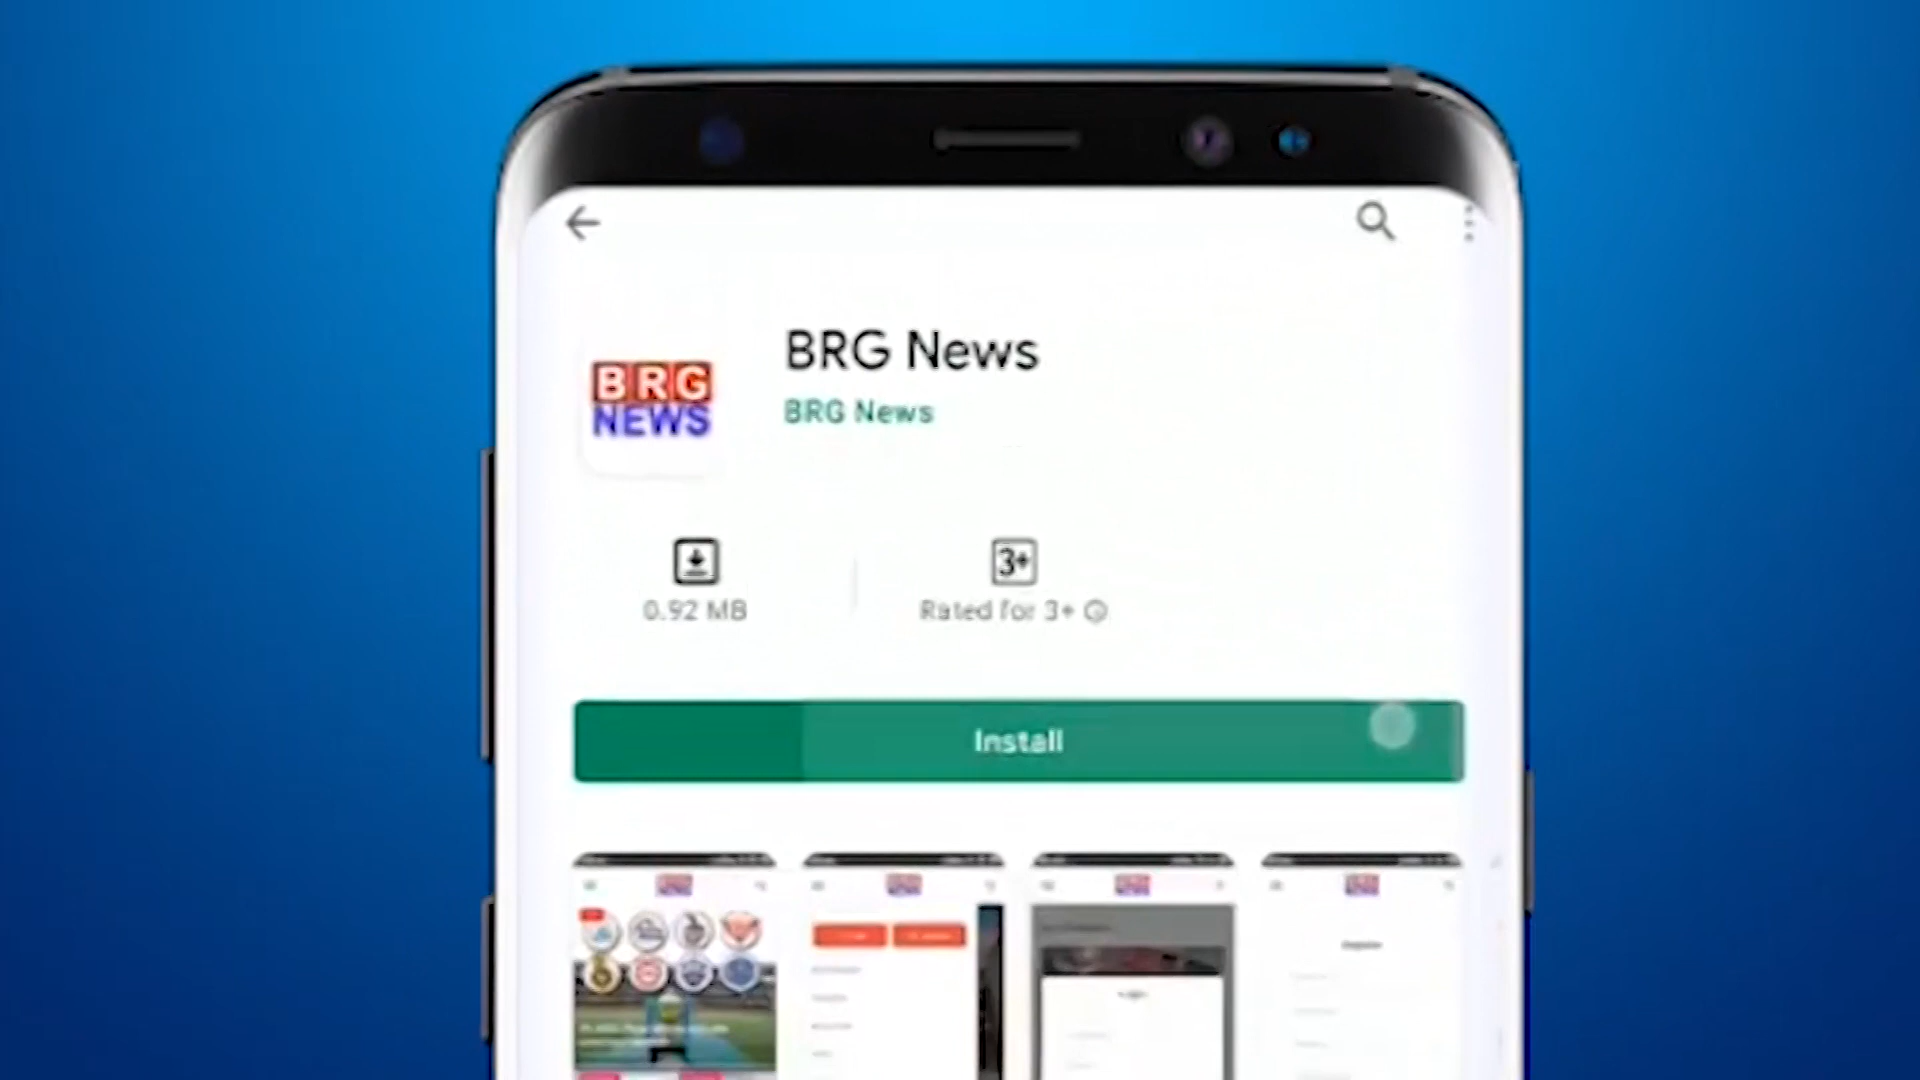 BRG News
BRG
NEWS
BRG News
3+
0.92 MB
Rated for 3+
Install